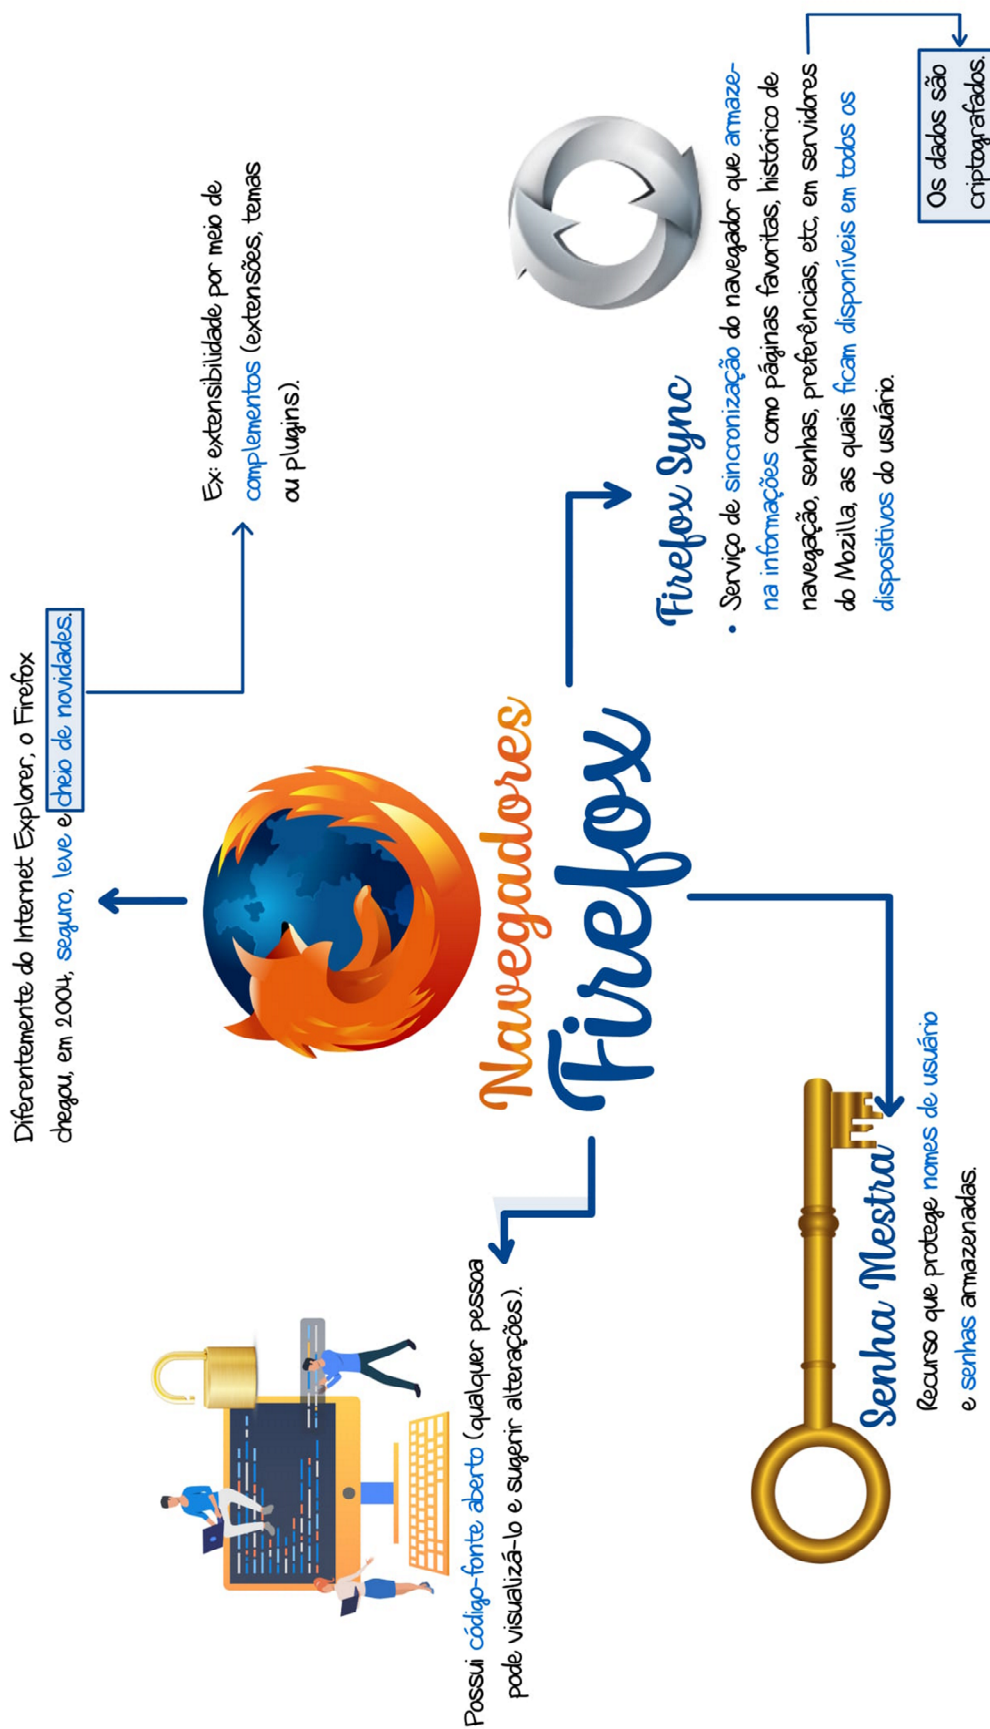 Diferentemente do Internet Explorer, o Firefox
chegou, em 2004, seguro, leve e cheio de novidades.
Ex: extensibilidade por meio de
complementos (extensões, temas
ou plugins).
Navegadores
Firefox
Possui código-fonte aberto (qualquer pessoa
pode visualizá-lo e sugerir alterações).
Firefox Sync
• Serviço de sincronização do navegador que armaze-
na informações como páginas favoritas, histórico de
navegação, senhas, preferências, etc, em servidores
do Mozilla, as quais ficam disponíveis em todos os
dispositivos do usuário.
Os dados são
criptografados.
Senha Mestra
Recurso que protege nomes de usuário
e senhas armazenadas.